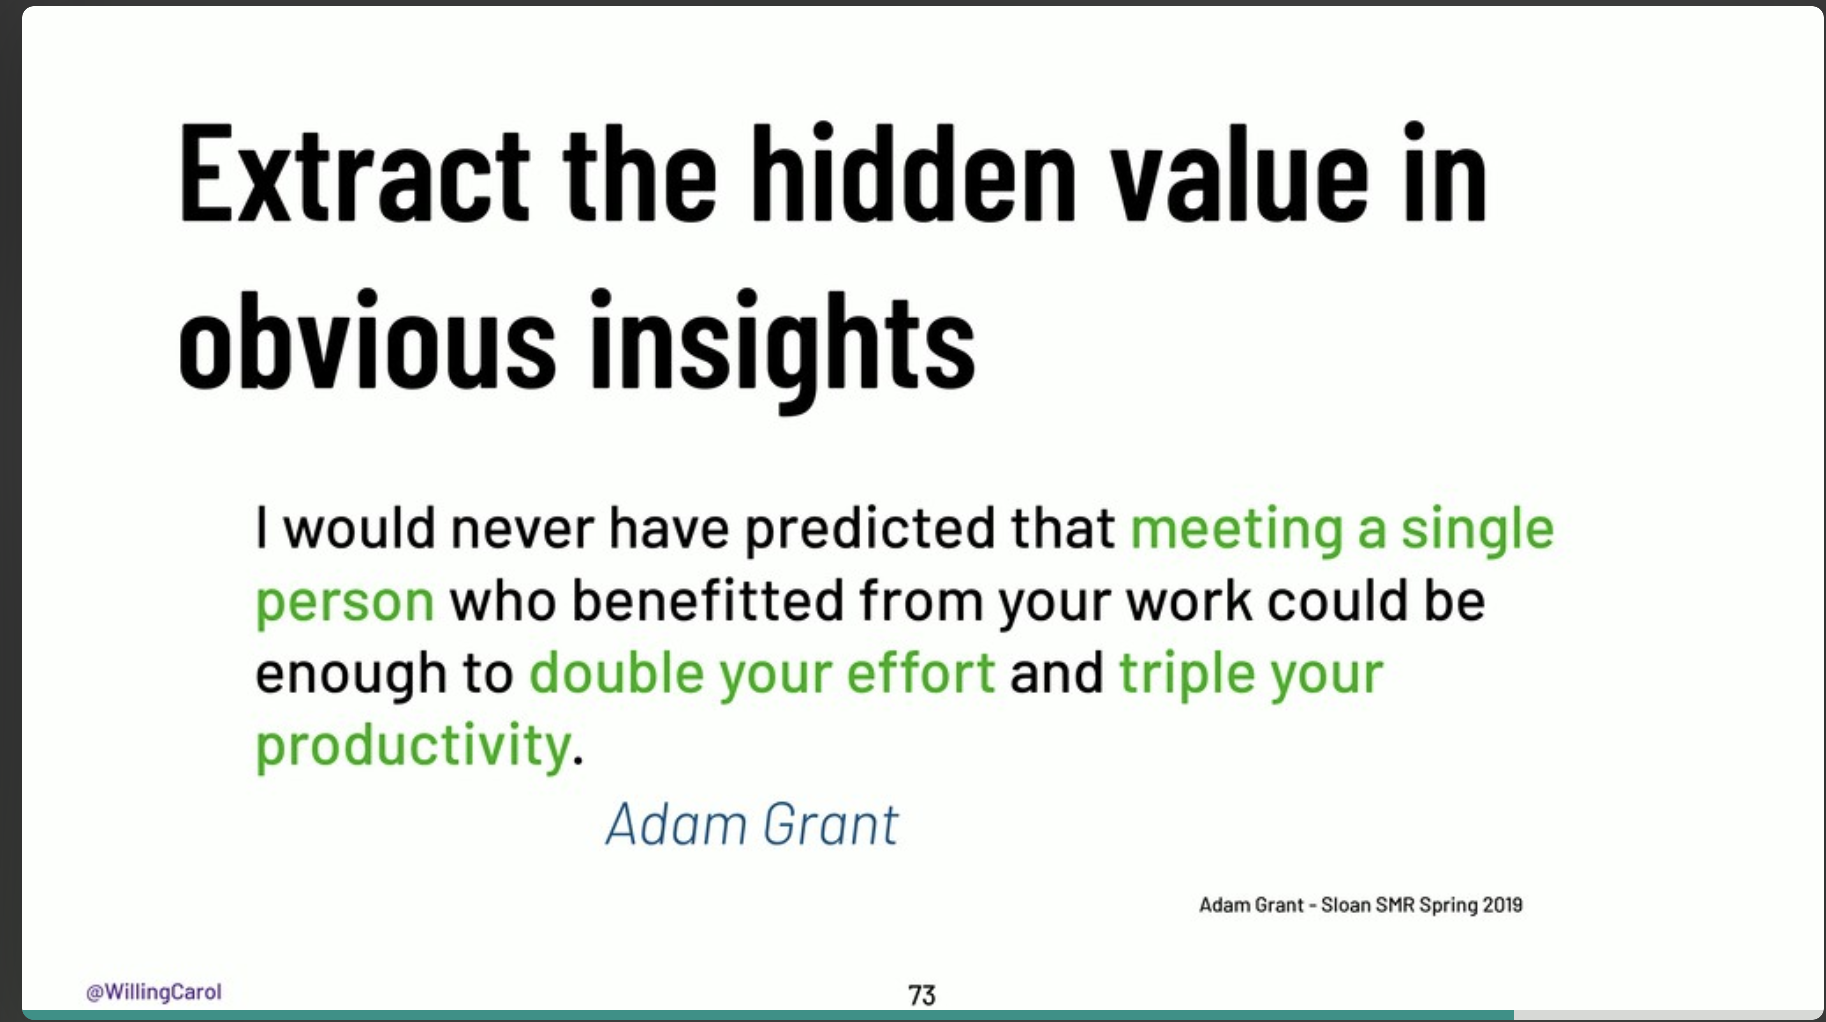 Extract the hidden value in
obvious insights
I would never have predicted that meeting a single
person who benefitted from your work could be
enough to double your effort and triple your
productivity.
Adam Grant
Adam Grant - Sloan SMR Spring 2019
@WillingCarol
73